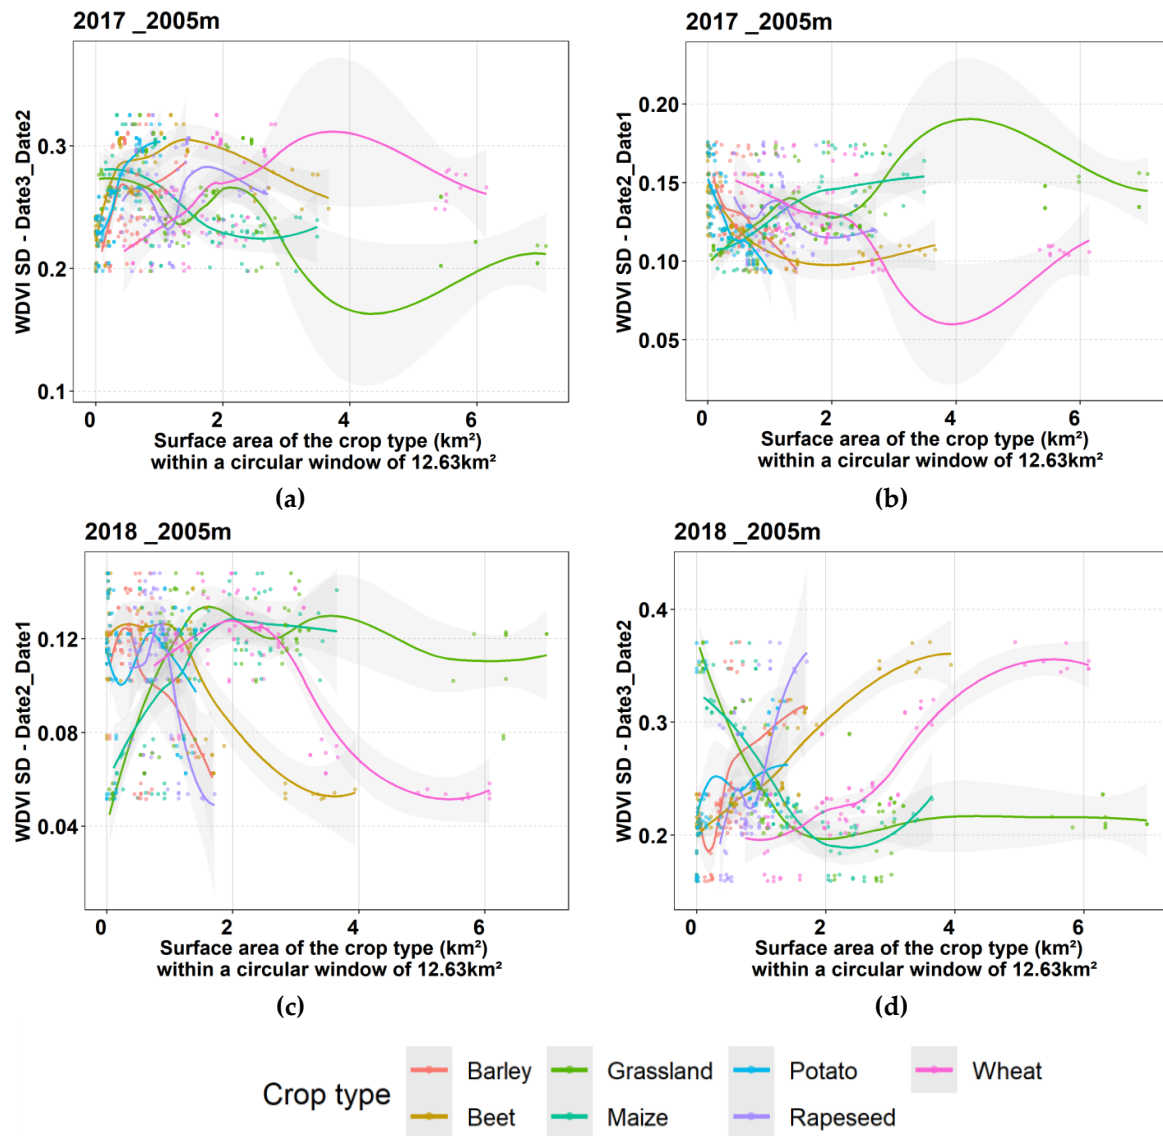 2017 _2005m
WDVI SD - Date3_Date2
0.3
0.2
0.1
0 2 4 6
Surface area of the crop type (km²)
within a circular window of 12.63km²
(a)
2017 _2005m
WDVI SD - Date2_Date1
0.20
0.15
0.10
0.05
0 2 4 6
Surface area of the crop type (km²)
within a circular window of 12.63km²
(b)
2018 _2005m
WDVI SD - Date2_Date1
0.12
0.08
0.04
0 2 4 6
Surface area of the crop type (km²)
within a circular window of 12.63km²
(c)
2018 _2005m
WDVI SD - Date3_Date2
0.4
0.3
0.2
0 2 4 6
Surface area of the crop type (km²)
within a circular window of 12.63km²
(d)
Crop type
Barley Grassland Potato Wheat
Beet Maize Rapeseed